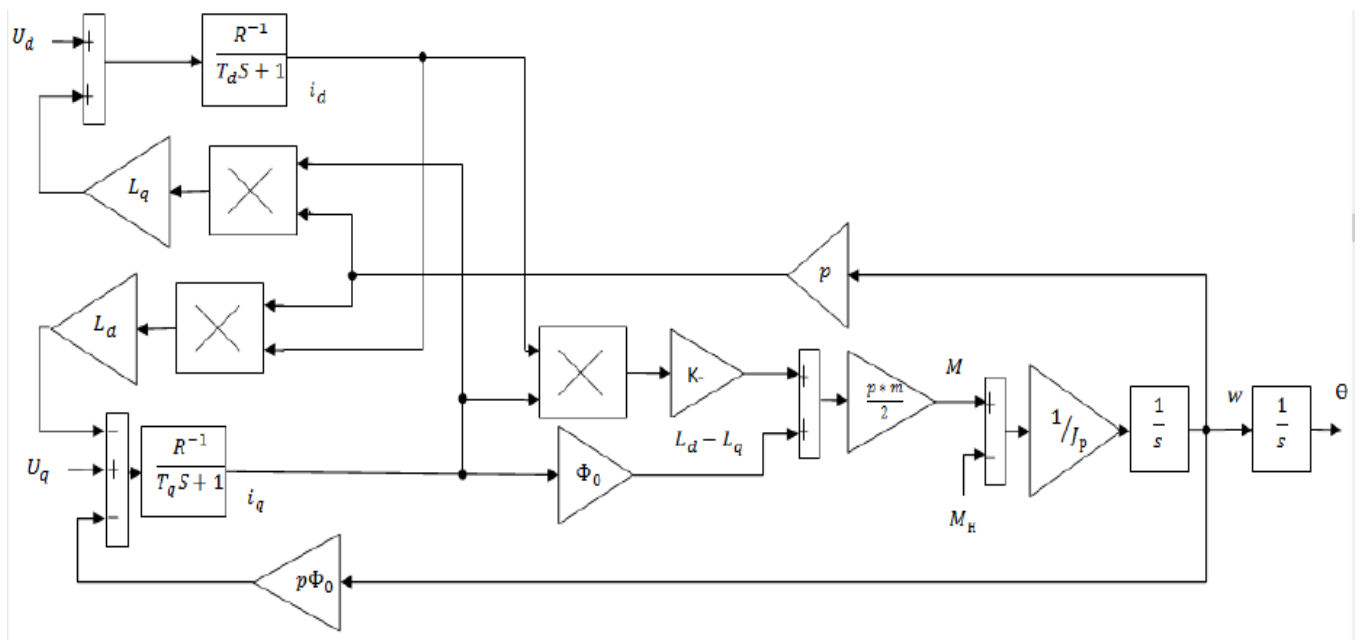 U_d
+
+
R^{-1}
T_d S + 1
i_d
L_q
L_d
p
K-
L_d − L_q
+
+
p * m
2
M
+
−
M_н
1/J_p
1
s
w
1
s
Θ
−
U_q
+
−
R^{-1}
T_q S + 1
i_q
Φ_0
pΦ_0